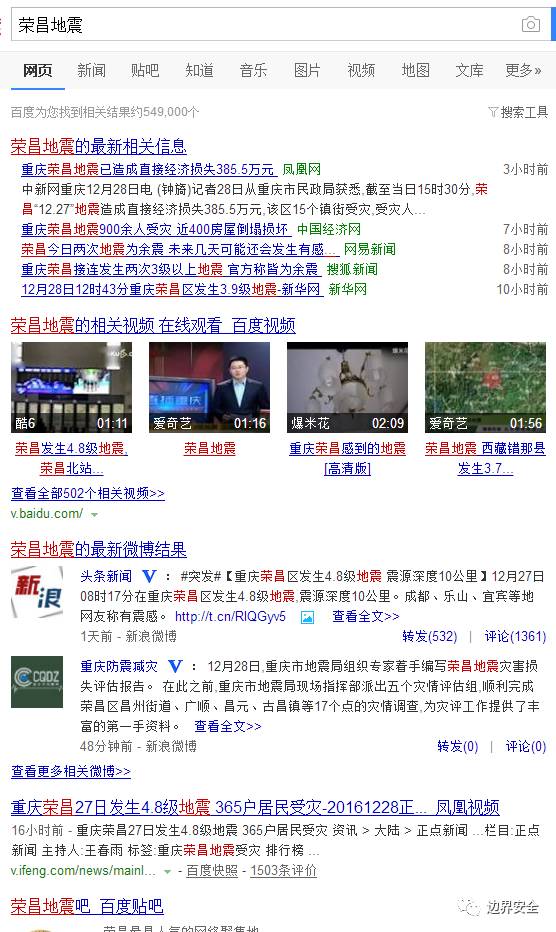 荣昌地震
网页 新闻 贴吧 知道 音乐 图片 视频 地图 文库 更多»
百度为您找到相关结果约549,000个 搜索工具
荣昌地震的最新相关信息
重庆荣昌地震已造成直接经济损失385.5万元 凤凰网 3小时前
中新网重庆12月28日电 (钟旖)记者28日从重庆市民政局获悉,截至当日15时30分,荣
昌“12.27”地震造成直接经济损失385.5万元,该区15个镇街受灾,受灾人...
重庆荣昌地震900余人受灾 近400房屋倒塌损坏 中国经济网 7小时前
荣昌今日两次地震为余震 未来几天可能还会发生有感... 网易新闻 8小时前
重庆荣昌接连发生两次3级以上地震 官方称皆为余震 搜狐新闻 8小时前
12月28日12时43分重庆荣昌区发生3.9级地震-新华网 新华网 10小时前
荣昌地震的相关视频 在线观看_百度视频
酷6 01:11 爱奇艺 01:16 爆米花 02:09 爱奇艺 01:56
荣昌发生4.8级地震, 荣昌地震 重庆荣昌感到的地震 荣昌地震 西藏错那县
荣昌北站... [高清版] 发生3.7...
查看全部502个相关视频>>
v.baidu.com/
荣昌地震的最新微博结果
新浪
头条新闻 V : #突发#【重庆荣昌区发生4.8级地震 震源深度10公里】12月27日
08时17分在重庆荣昌区发生4.8级地震,震源深度10公里。成都、乐山、宜宾等地
网友称有震感。 http://t.cn/RIQGyv5 查看全文>>
1天前 - 新浪微博 转发(532) | 评论(1361)
CQDZ
重庆防震减灾 V : 12月28日,重庆市地震局组织专家着手编写荣昌地震灾害损
失评估报告。 在此之前,重庆市地震局现场指挥部派出五个灾情评估组,顺利完成
荣昌区昌州街道、广顺、昌元、古昌镇等17个点的灾情调查,为灾评工作提供了丰
富的第一手资料。 查看全文>>
48分钟前 - 新浪微博 转发(0) | 评论(0)
查看更多相关微博>>
重庆荣昌27日发生4.8级地震 365户居民受灾-20161228正..._凤凰视频
16小时前 - 重庆荣昌27日发生4.8级地震 365户居民受灾 资讯 > 大陆 > 正点新闻 ...栏目:正点
新闻 主持人:王春雨 标签:重庆荣昌地震受灾 排行榜 ...
v.ifeng.com/news/mainl... - 百度快照 - 1503条评价
荣昌地震吧_百度贴吧
边界安全